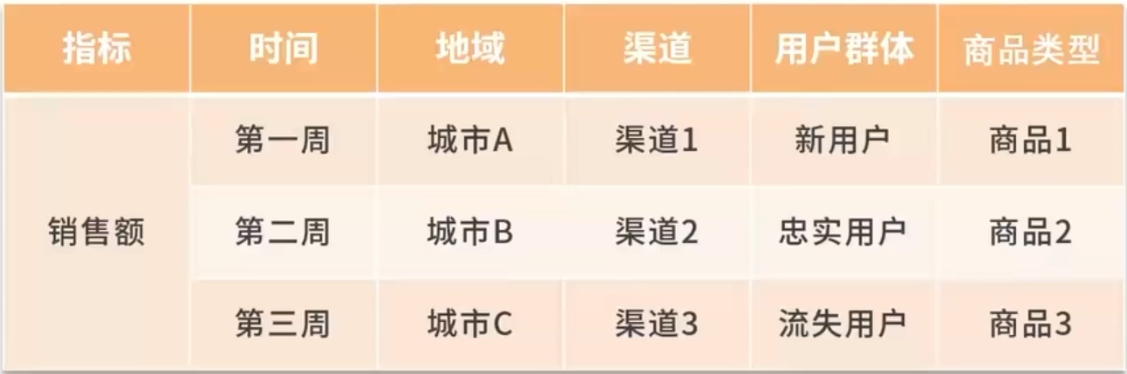 指标 时间 地域 渠道 用户群体 商品类型
第一周 城市A 渠道1 新用户 商品1
销售额 第二周 城市B 渠道2 忠实用户 商品2
第三周 城市C 渠道3 流失用户 商品3